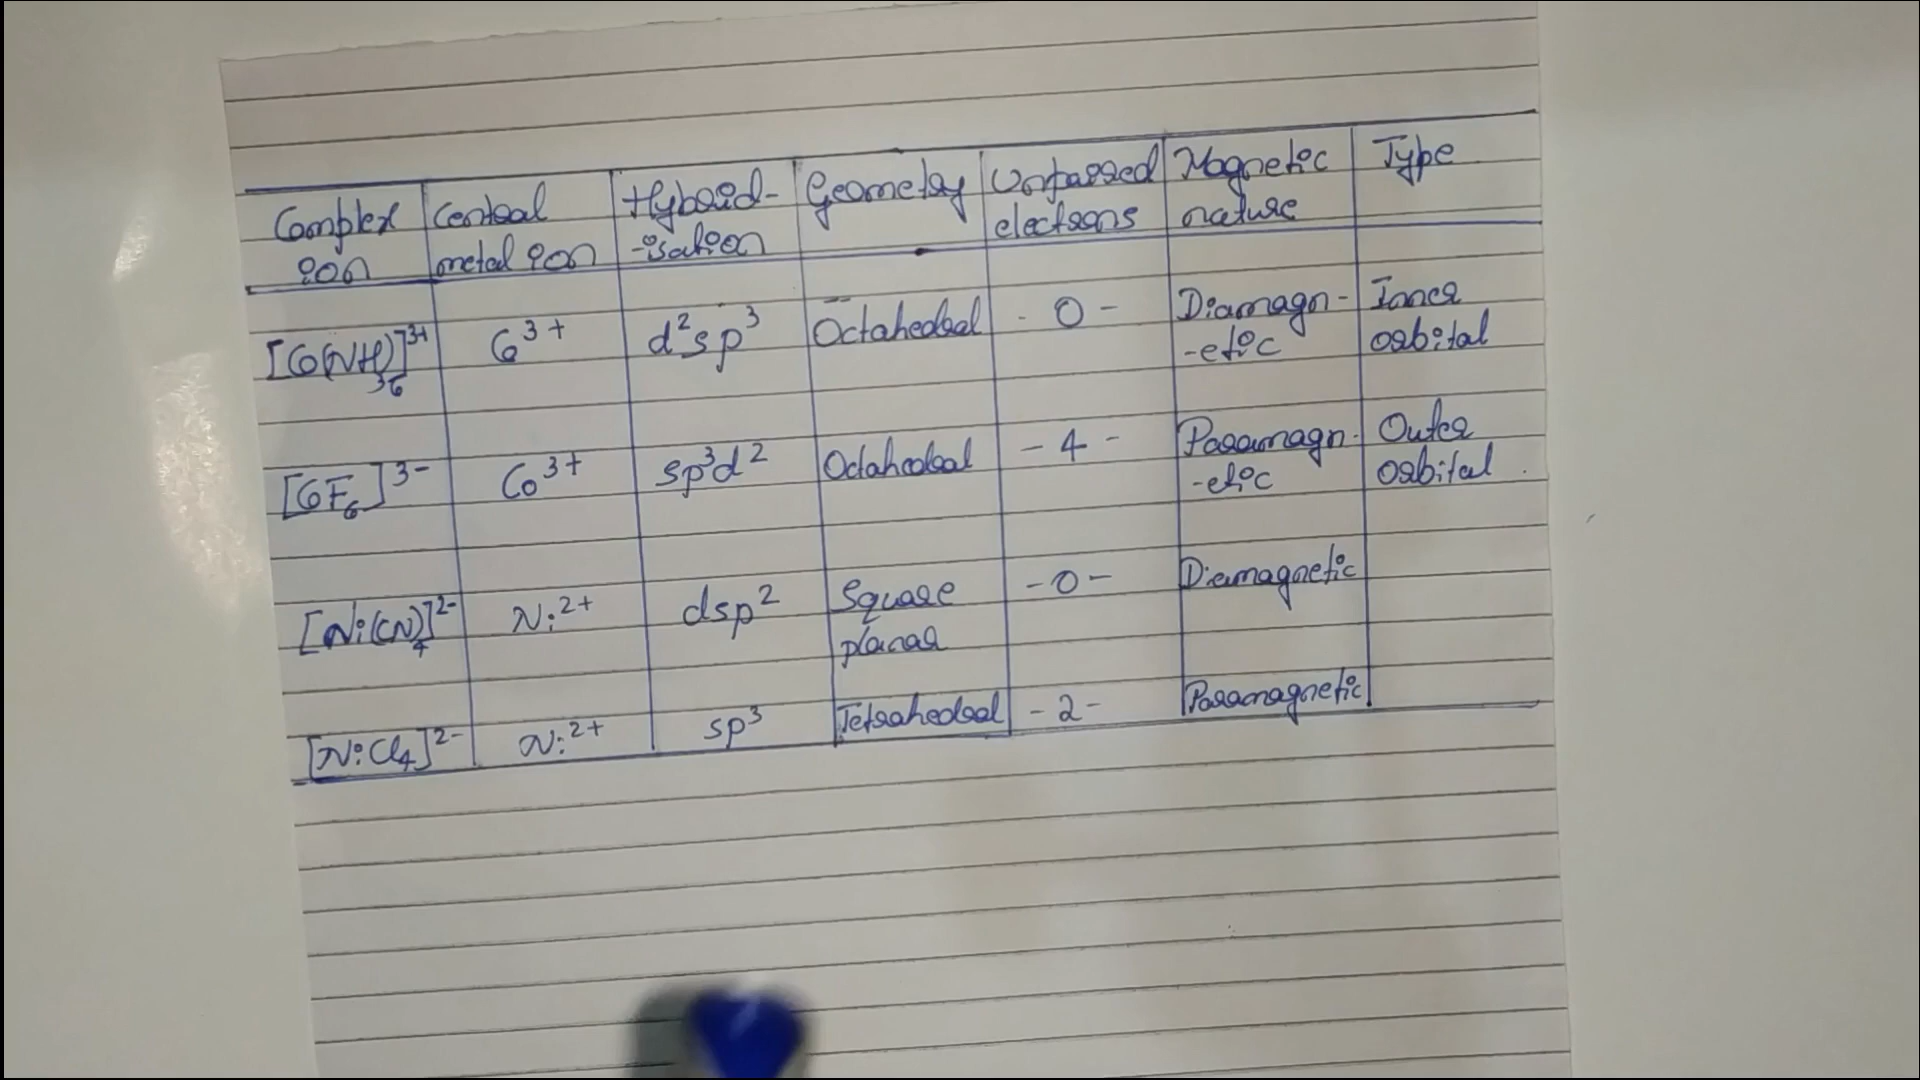 Complex ion | Central metal ion | Hybrid-isation | Geometry | Unpaired electrons | Magnetic nature | Type
[Co(NH3)6]3+ | Co3+ | d2sp3 | Octahedral | -0- | Diamagn-etic | Inner orbital
[CoF6]3- | Co3+ | sp3d2 | Octahedral | -4- | Paramagn-etic | Outer orbital
[Ni(CN)4]2- | Ni2+ | dsp2 | Square planar | -0- | Diamagnetic
[NiCl4]2- | Ni2+ | sp3 | Tetrahedral | -2- | Paramagnetic